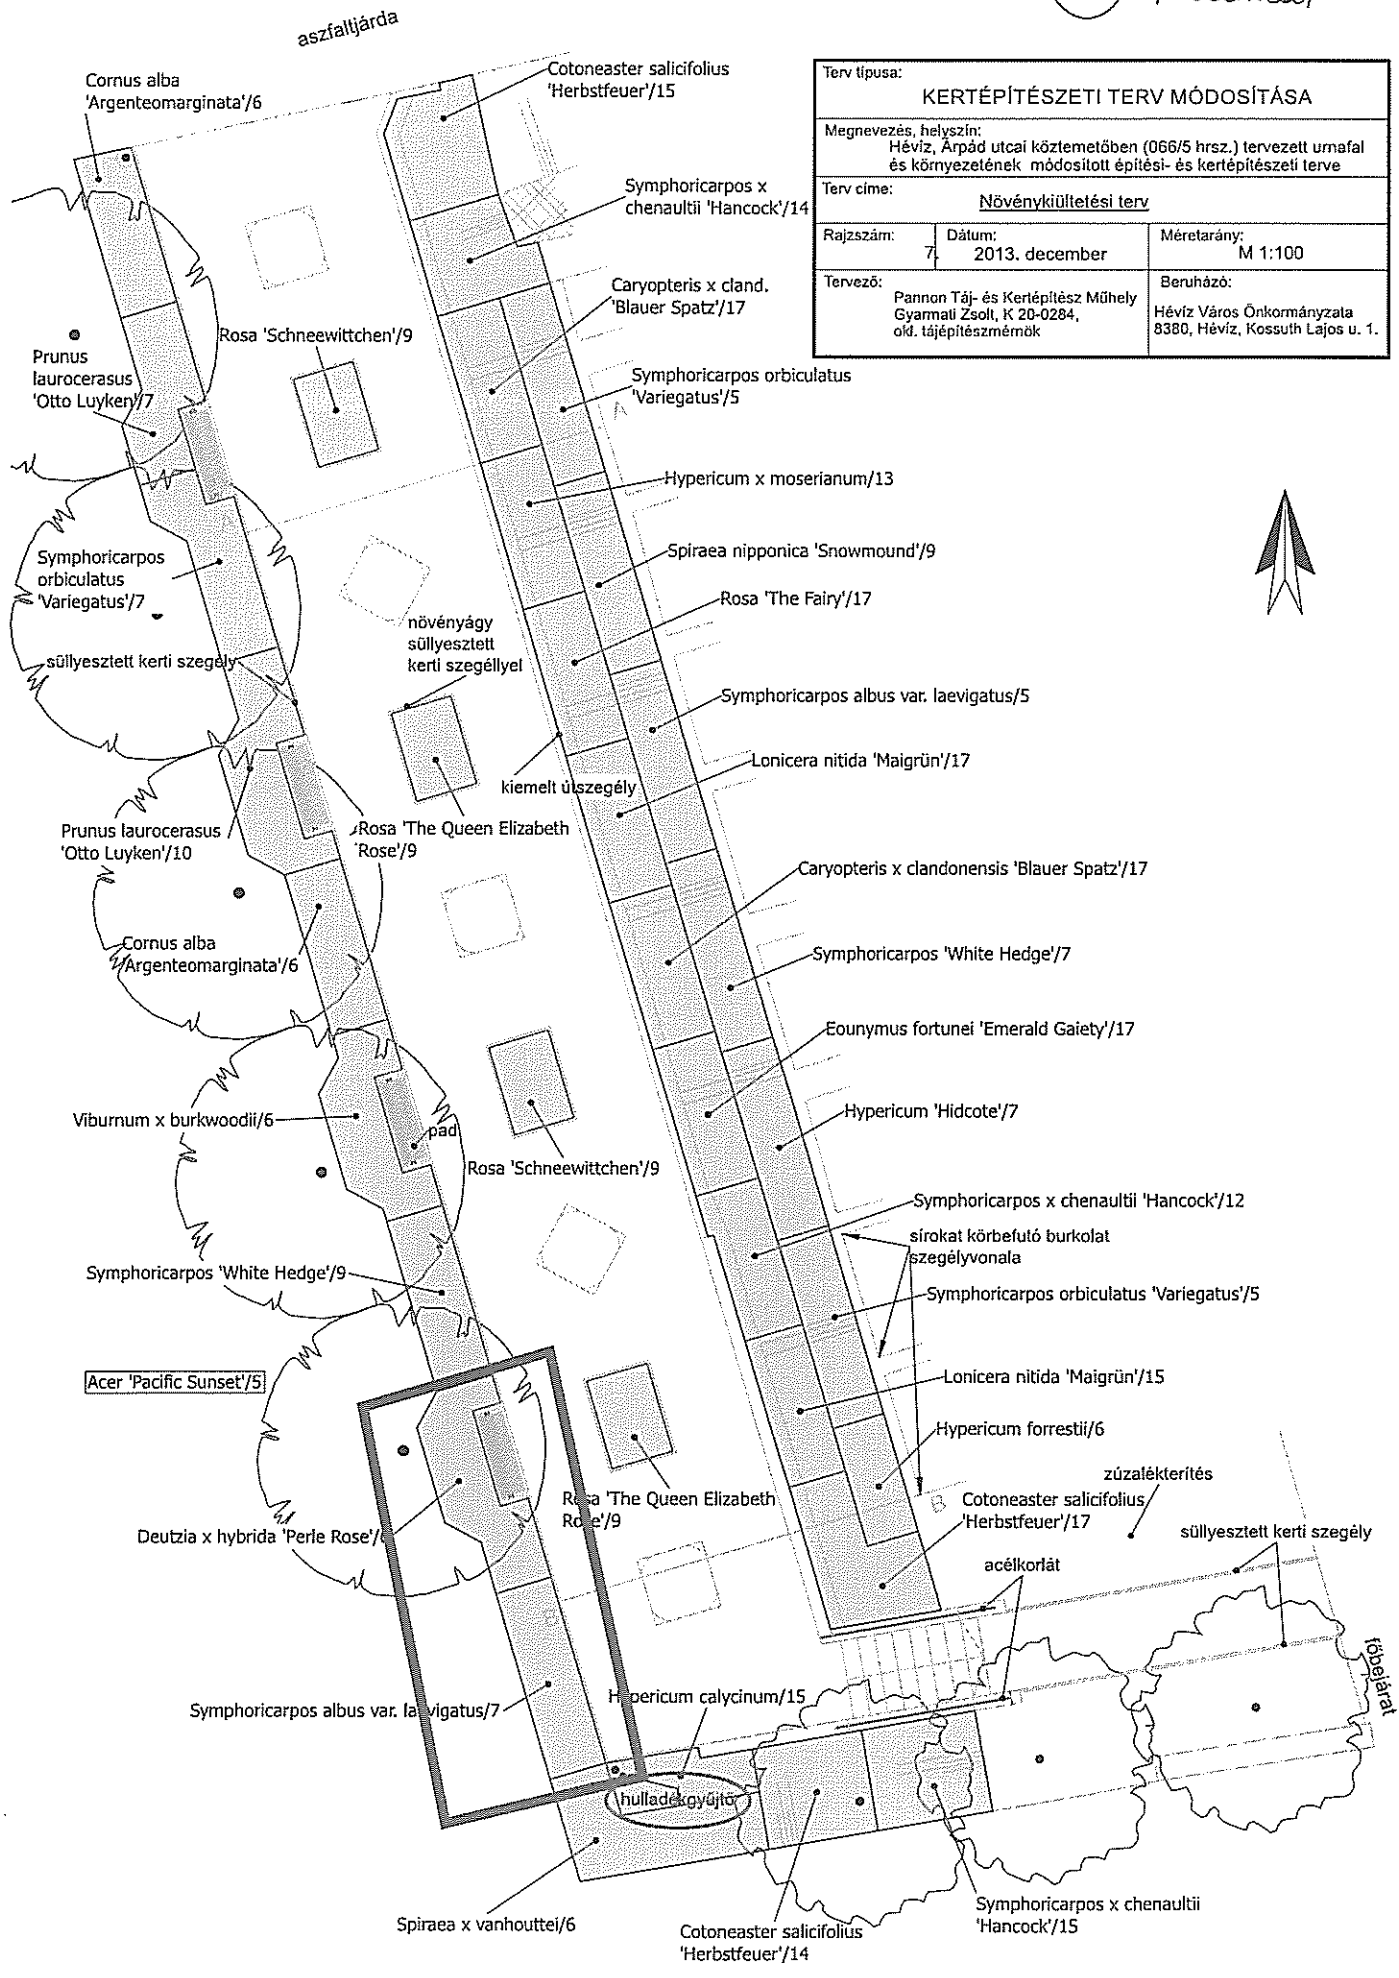 aszfaltjárda
Terv típusa:
KERTÉPÍTÉSZETI TERV MÓDOSÍTÁSA
Megnevezés, helyszín:
Hévíz, Árpád utcai köztemetőben (066/5 hrsz.) tervezett urnafal
és környezetének módosított építési- és kertépítészeti terve
Terv címe:
Növénykiültetési terv
Rajzszám:
7.
Dátum:
2013. december
Méretarány:
M 1:100
Tervező:
Pannon Táj- és Kertépítész Műhely
Gyarmati Zsolt, K 20-0284,
okl. tájépítészmérnök
Beruházó:
Hévíz Város Önkormányzata
8380, Hévíz, Kossuth Lajos u. 1.
Cornus alba
'Argenteomarginata'/6
Cotoneaster salicifolius
'Herbstfeuer'/15
Symphoricarpos x
chenaultii 'Hancock'/14
Caryopteris x cland.
'Blauer Spatz'/17
Rosa 'Schneewittchen'/9
Prunus
laurocerasus
'Otto Luyken'/7
Symphoricarpos orbiculatus
'Variegatus'/5
A
Hypericum x moserianum/13
A
Symphoricarpos
orbiculatus
'Variegatus'/7
Spiraea nipponica 'Snowmound'/9
Rosa 'The Fairy'/17
növényágy
süllyesztett
kerti szegéllyel
süllyesztett kerti szegély
Symphoricarpos albus var. laevigatus/5
Lonicera nitida 'Maigrün'/17
kiemelt útszegély
Prunus laurocerasus
'Otto Luyken'/10
Rosa 'The Queen Elizabeth
Rose'/9
Caryopteris x clandonensis 'Blauer Spatz'/17
Cornus alba
'Argenteomarginata'/6
Symphoricarpos 'White Hedge'/7
Eounymus fortunei 'Emerald Gaiety'/17
Viburnum x burkwoodii/6
pad
Hypericum 'Hidcote'/7
Rosa 'Schneewittchen'/9
Symphoricarpos x chenaultii 'Hancock'/12
sírokat körbefutó burkolat
szegélyvonala
Symphoricarpos 'White Hedge'/9
Symphoricarpos orbiculatus 'Variegatus'/5
Acer 'Pacific Sunset'/5
Lonicera nitida 'Maigrün'/15
Hypericum forrestii/6
zúzalékterítés
Rosa 'The Queen Elizabeth
Rose'/9
B
Cotoneaster salicifolius
'Herbstfeuer'/17
süllyesztett kerti szegély
Deutzia x hybrida 'Perle Rose'/
acélkorlát
B
főbejárat
Symphoricarpos albus var. laevigatus/7
Hypericum calycinum/15
hulladékgyűjtő
Spiraea x vanhouttei/6
Cotoneaster salicifolius
'Herbstfeuer'/14
Symphoricarpos x chenaultii
'Hancock'/15